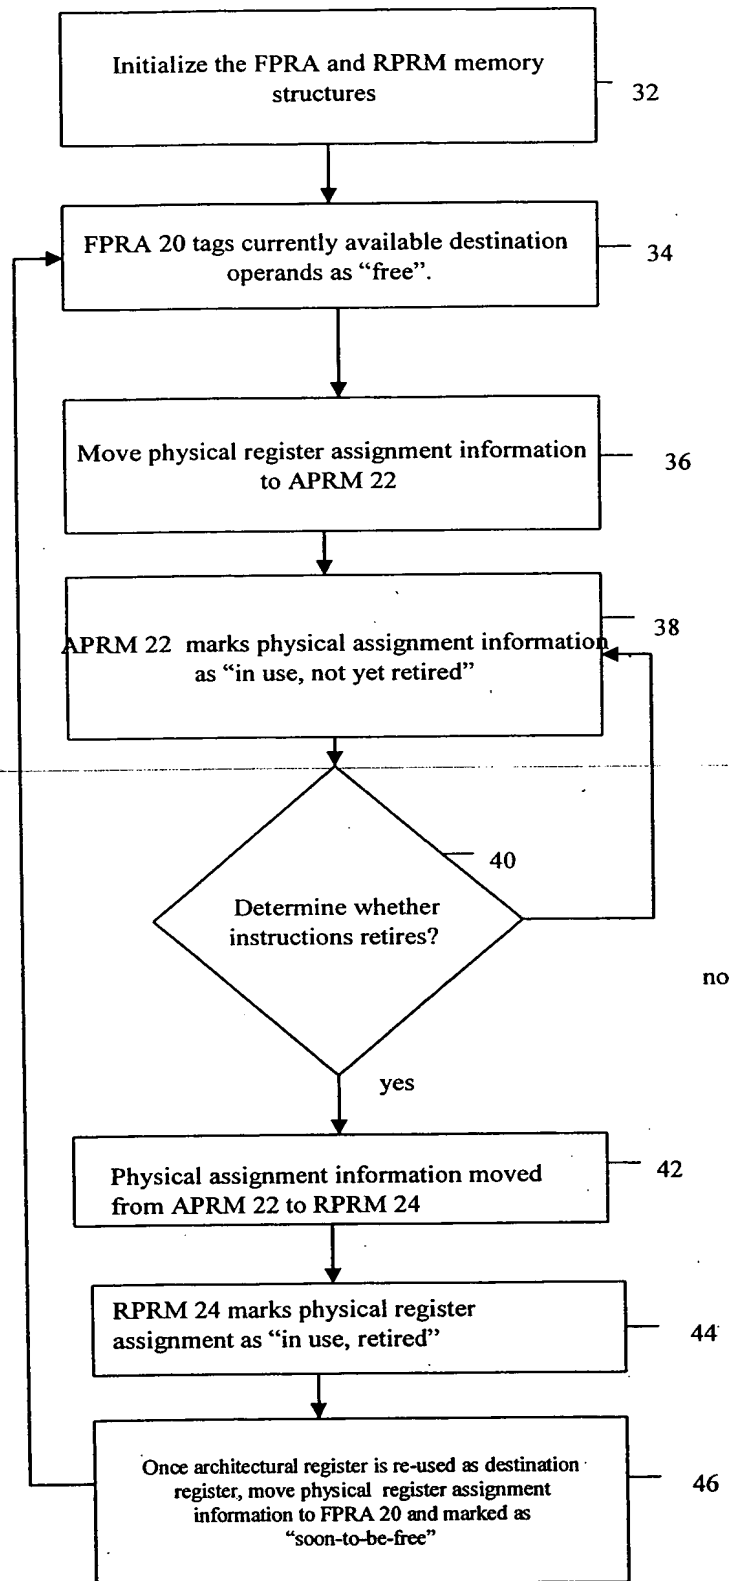 Initialize the FPRA and RPRM memory
structures
32
FPRA 20 tags currently available destination
operands as “free”.
34
Move physical register assignment information
to APRM 22
36
APRM 22 marks physical assignment information
as “in use, not yet retired”
38
40
Determine whether
instructions retires?
no
yes
Physical assignment information moved
from APRM 22 to RPRM 24
42
RPRM 24 marks physical register
assignment as “in use, retired”
44
Once architectural register is re-used as destination
register, move physical register assignment
information to FPRA 20 and marked as
“soon-to-be-free”
46